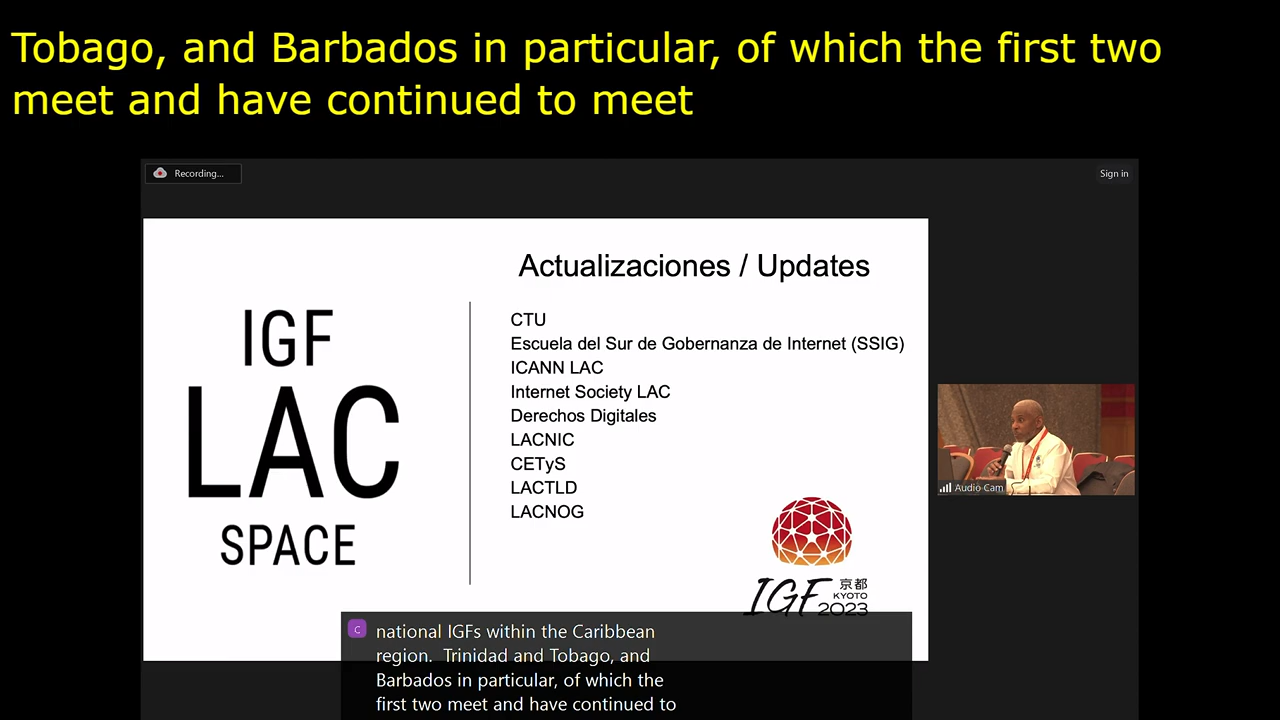 Tobago, and Barbados in particular, of which the first two
meet and have continued to meet
Recording...
Sign in
IGF
LAC
SPACE
Actualizaciones / Updates
CTU
Escuela del Sur de Gobernanza de Internet (SSIG)
ICANN LAC
Internet Society LAC
Derechos Digitales
LACNIC
CETyS
LACTLD
LACNOG
Audio Cam
IGF 京都
KYOTO
2023
C
national IGFs within the Caribbean
region. Trinidad and Tobago, and
Barbados in particular, of which the
first two meet and have continued to